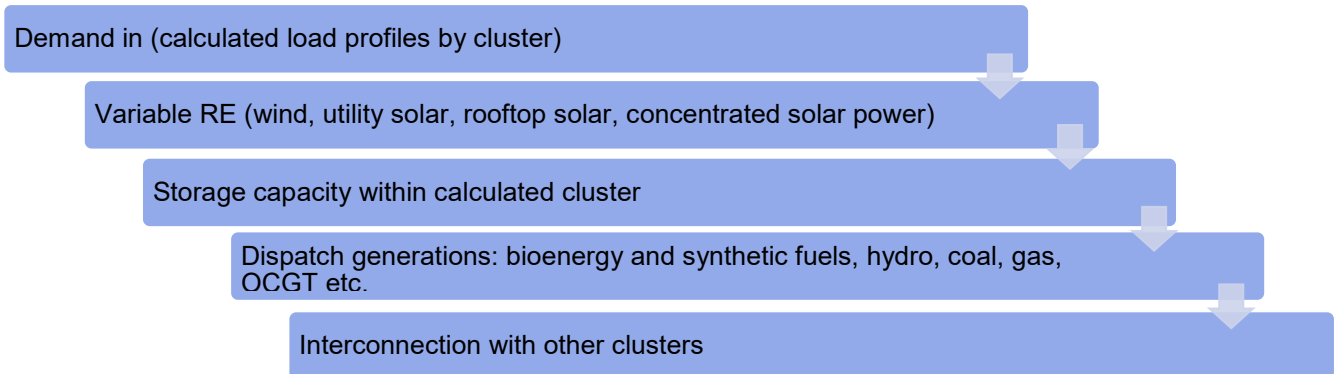 Demand in (calculated load profiles by cluster)
Variable RE (wind, utility solar, rooftop solar, concentrated solar power)
Storage capacity within calculated cluster
Dispatch generations: bioenergy and synthetic fuels, hydro, coal, gas,
OCGT etc.
Interconnection with other clusters